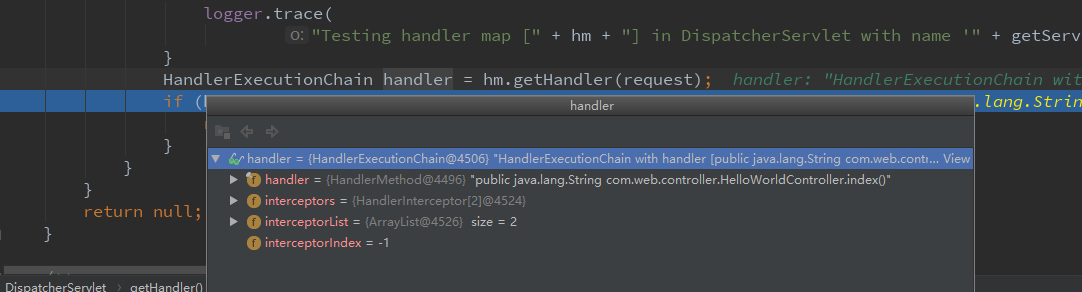 logger.trace(
o: "Testing handler map [" + hm + "] in DispatcherServlet with name '" + getServ
}
HandlerExecutionChain handler = hm.getHandler(request); handler: "HandlerExecutionChain wit
if (
handler
.lang.Strin
handler = {HandlerExecutionChain@4506} "HandlerExecutionChain with handler [public java.lang.String com.web.conti... View
}
handler = {HandlerMethod@4496} "public java.lang.String com.web.controller.HelloWorldController.index()"
}
interceptors = {HandlerInterceptor[2]@4524}
}
return null;
interceptorList = {ArrayList@4526} size = 2
}
interceptorIndex = -1
DispatcherServlet › getHandler()